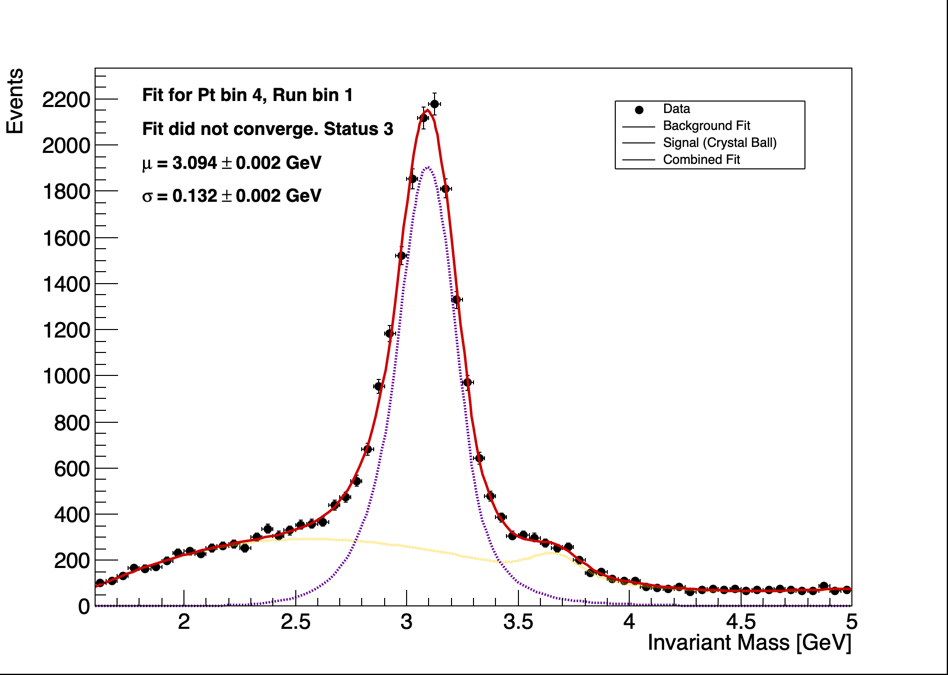 Events
Fit for Pt bin 4, Run bin 1
Fit did not converge. Status 3
μ = 3.094 ± 0.002 GeV
σ = 0.132 ± 0.002 GeV
Data
Background Fit
Signal (Crystal Ball)
Combined Fit
2200
2000
1800
1600
1400
1200
1000
800
600
400
200
0
2 2.5 3 3.5 4 4.5 5
Invariant Mass [GeV]